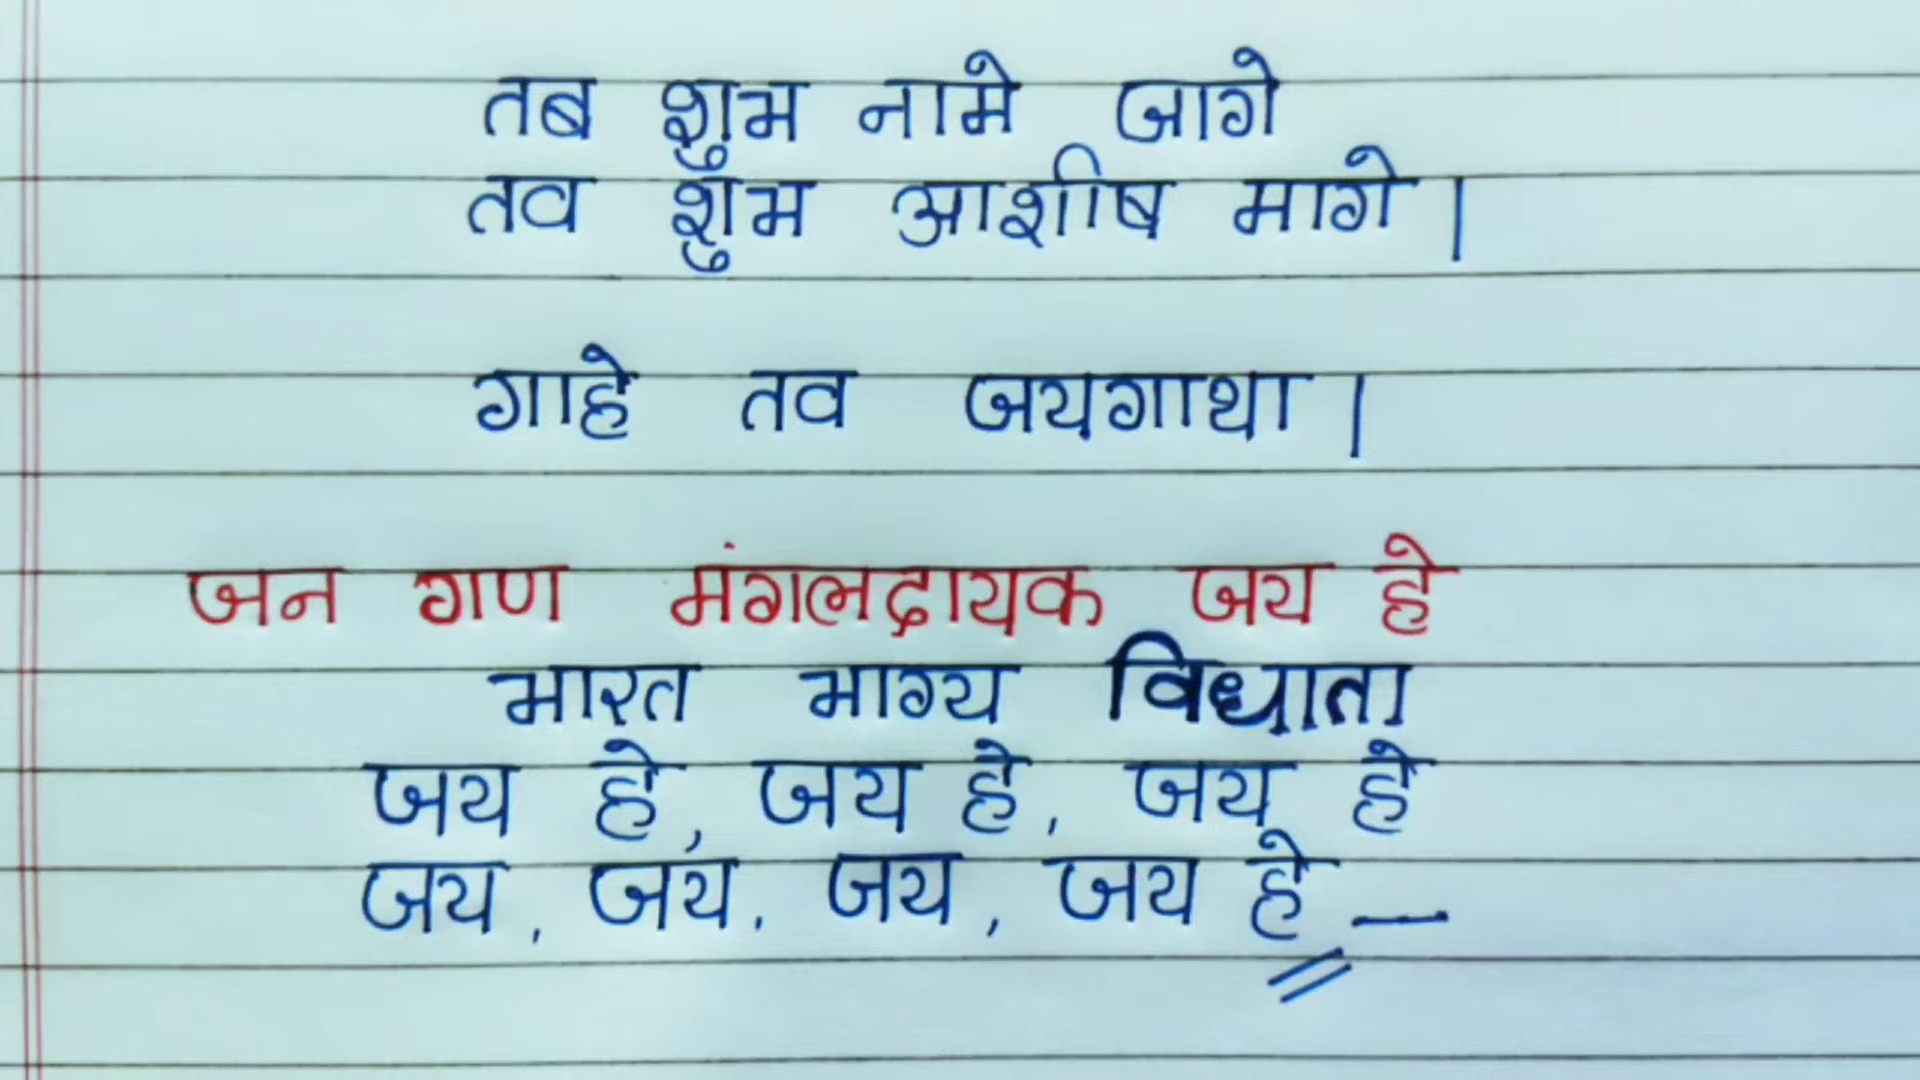 तब शुभ नामे जागे
तव शुभ आशीष मागे।
गाहे तव जयगाथा।
जन गण मंगलदायक जय हे
भारत भाग्य विधाता
जय हे, जय हे, जय हे
जय, जय, जय, जय हे —